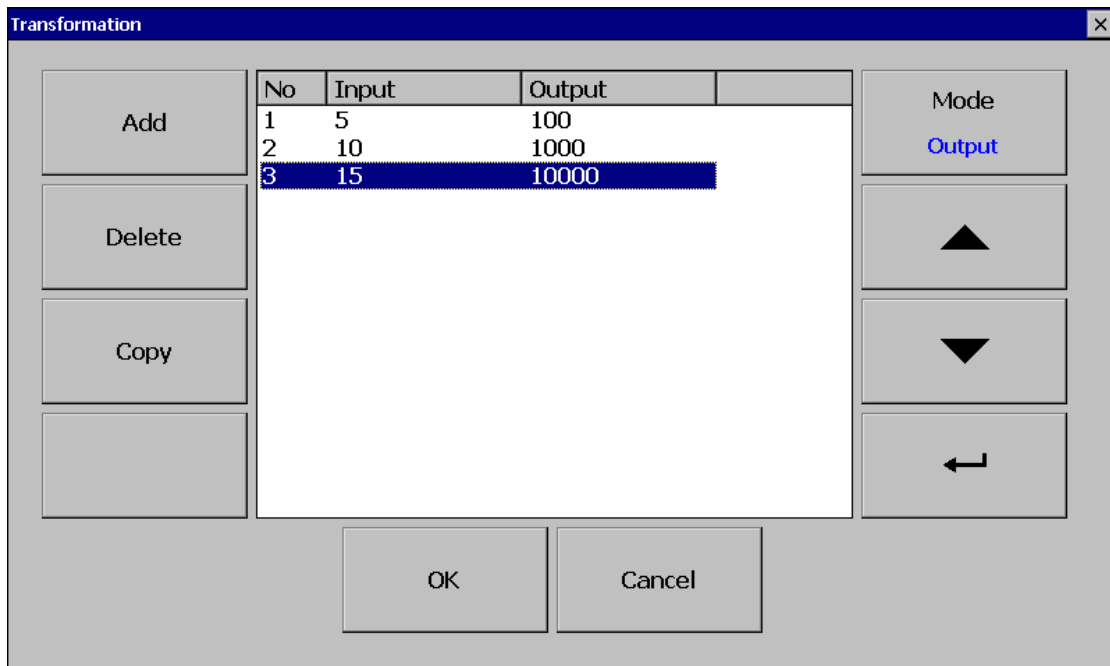 Transformation
Add
Delete
Copy
No Input Output
1 5 100
2 10 1000
3 15 10000
Mode
Output
OK
Cancel